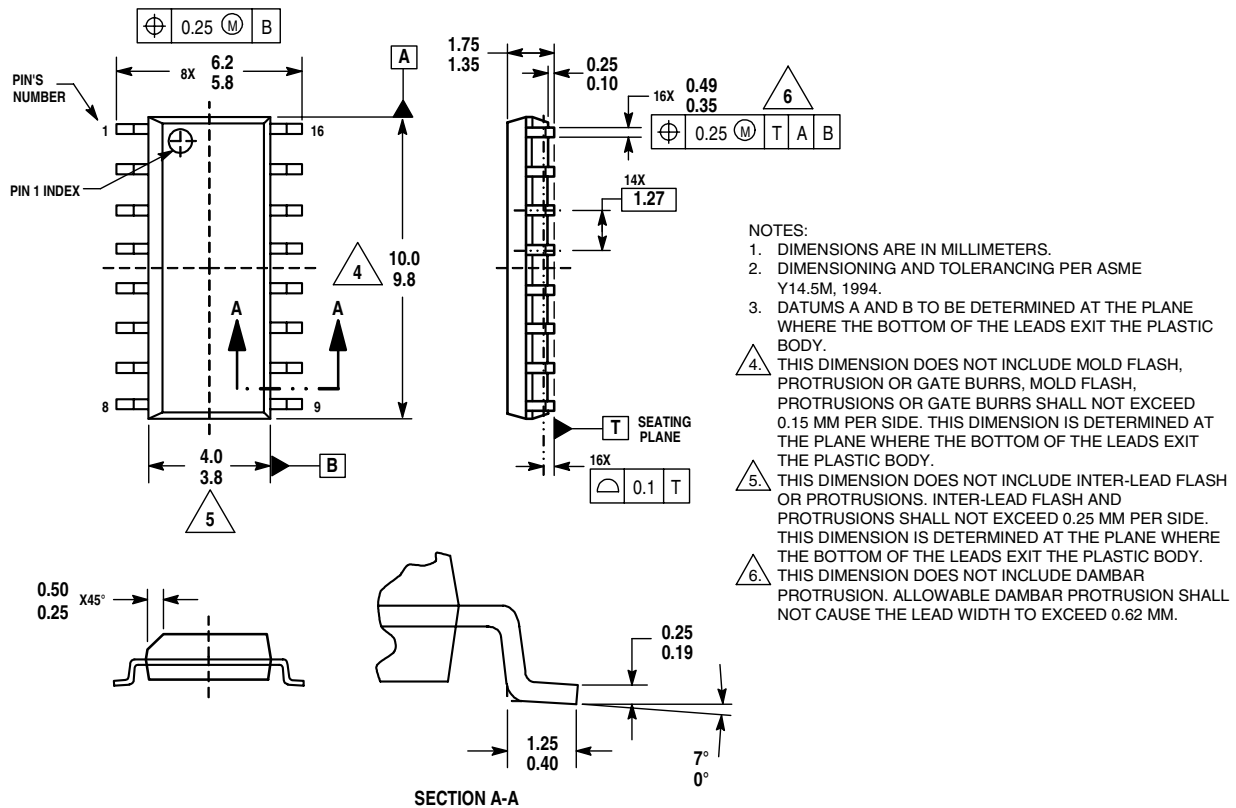 0.25 Ⓜ B
8X 6.2
5.8
PIN'S
NUMBER
1
16
PIN 1 INDEX
A
10.0
9.8
4
A A
8
9
4.0
3.8
B
5
1.75
1.35
0.25
0.10
16X 0.49
0.35
6
0.25 Ⓜ T A B
14X
1.27
T SEATING
PLANE
16X
0.1 T
NOTES:
1. DIMENSIONS ARE IN MILLIMETERS.
2. DIMENSIONING AND TOLERANCING PER ASME
Y14.5M, 1994.
3. DATUMS A AND B TO BE DETERMINED AT THE PLANE
WHERE THE BOTTOM OF THE LEADS EXIT THE PLASTIC
BODY.
4. THIS DIMENSION DOES NOT INCLUDE MOLD FLASH,
PROTRUSION OR GATE BURRS, MOLD FLASH,
PROTRUSIONS OR GATE BURRS SHALL NOT EXCEED
0.15 MM PER SIDE. THIS DIMENSION IS DETERMINED AT
THE PLANE WHERE THE BOTTOM OF THE LEADS EXIT
THE PLASTIC BODY.
5. THIS DIMENSION DOES NOT INCLUDE INTER-LEAD FLASH
OR PROTRUSIONS. INTER-LEAD FLASH AND
PROTRUSIONS SHALL NOT EXCEED 0.25 MM PER SIDE.
THIS DIMENSION IS DETERMINED AT THE PLANE WHERE
THE BOTTOM OF THE LEADS EXIT THE PLASTIC BODY.
6. THIS DIMENSION DOES NOT INCLUDE DAMBAR
PROTRUSION. ALLOWABLE DAMBAR PROTRUSION SHALL
NOT CAUSE THE LEAD WIDTH TO EXCEED 0.62 MM.
0.50
0.25 X45°
0.25
0.19
1.25
0.40
7°
0°
SECTION A-A